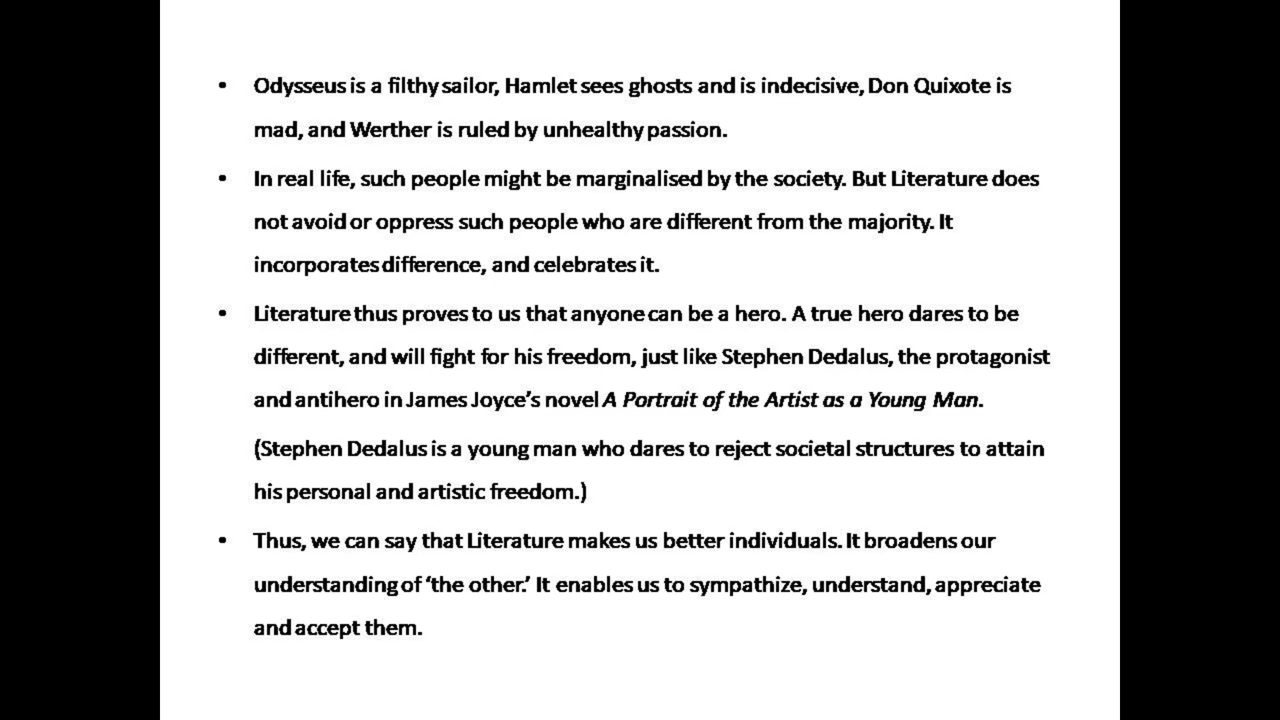 • Odysseus is a filthy sailor, Hamlet sees ghosts and is indecisive, Don Quixote is
mad, and Werther is ruled by unhealthy passion.
• In real life, such people might be marginalised by the society. But Literature does
not avoid or oppress such people who are different from the majority. It
incorporates difference, and celebrates it.
• Literature thus proves to us that anyone can be a hero. A true hero dares to be
different, and will fight for his freedom, just like Stephen Dedalus, the protagonist
and antihero in James Joyce’s novel A Portrait of the Artist as a Young Man.
(Stephen Dedalus is a young man who dares to reject societal structures to attain
his personal and artistic freedom.)
• Thus, we can say that Literature makes us better individuals. It broadens our
understanding of ‘the other.’ It enables us to sympathize, understand, appreciate
and accept them.